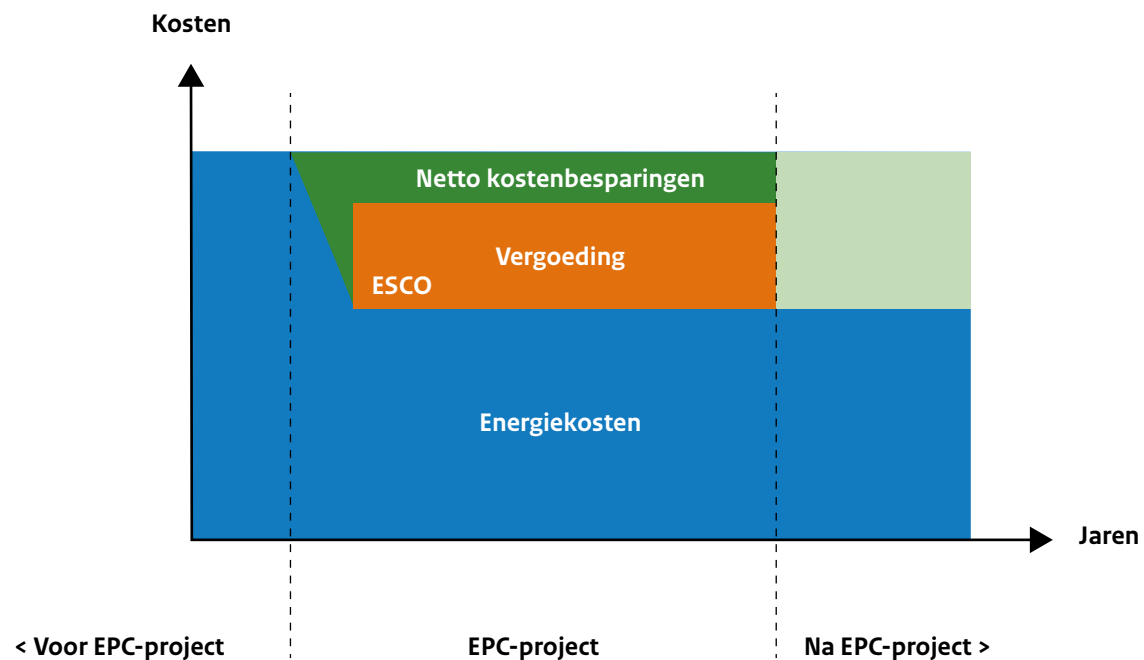 Kosten
Netto kostenbesparingen
Vergoeding
ESCO
Energiekosten
Jaren
< Voor EPC-project
EPC-project
Na EPC-project >